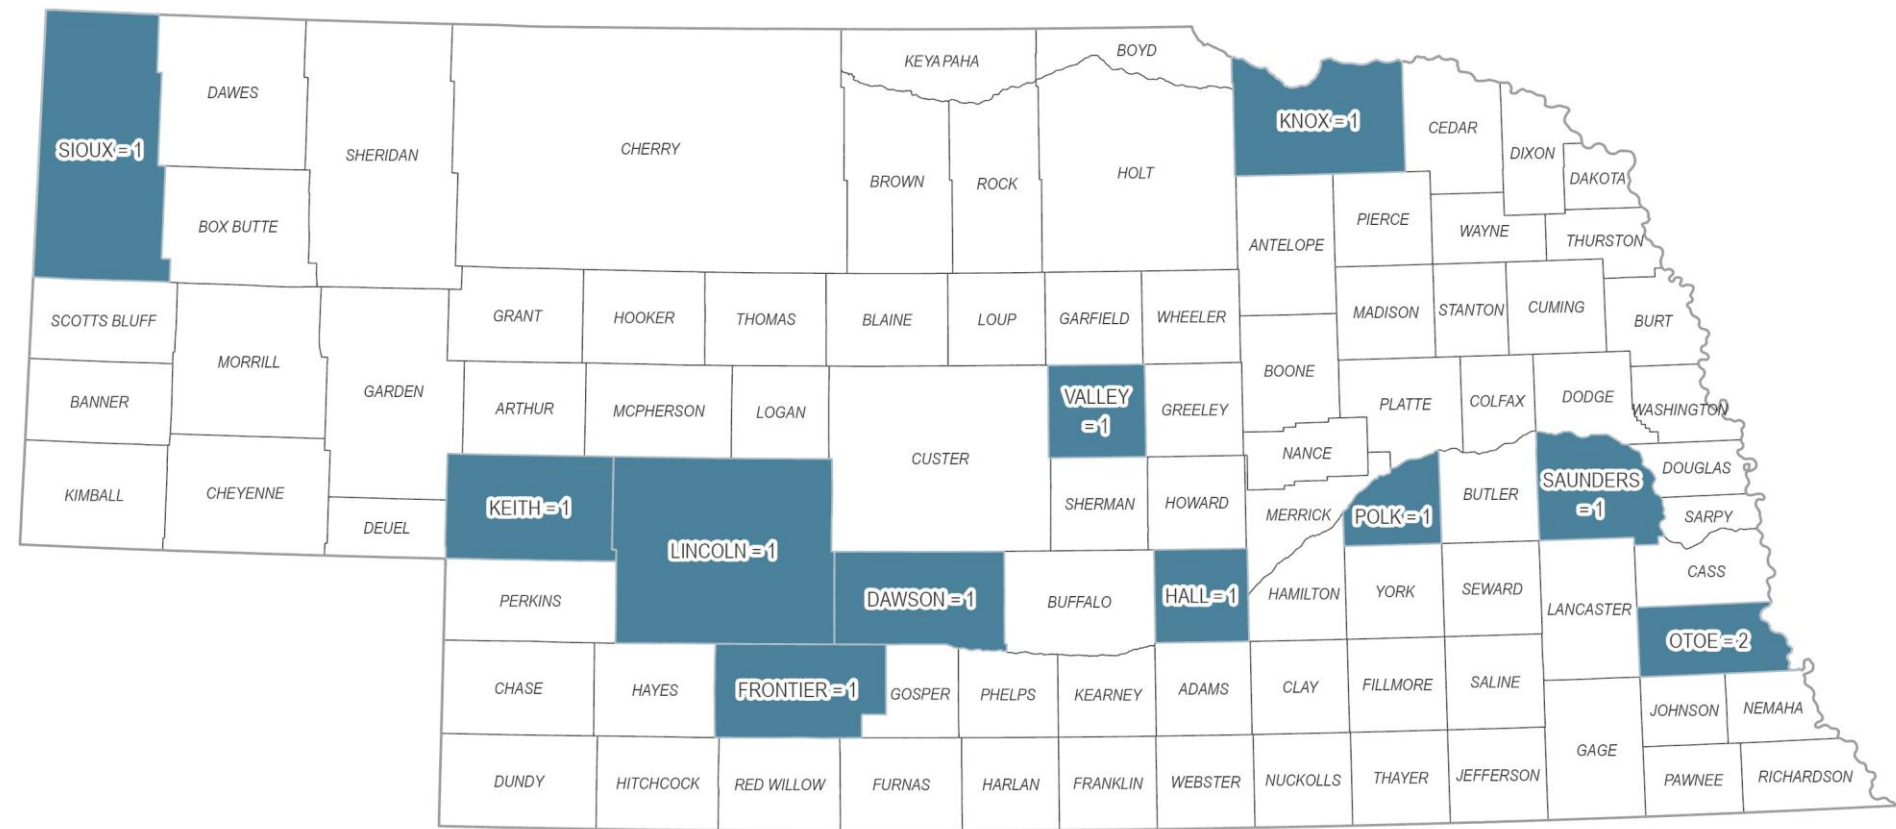 BOYD
KEYA PAHA
DAWES
KNOX = 1
CEDAR
SIOUX = 1
SHERIDAN
CHERRY
DIXON
BROWN
ROCK
HOLT
DAKOTA
BOX BUTTE
PIERCE
WAYNE
ANTELOPE
THURSTON
SCOTTS BLUFF
GRANT
HOOKER
THOMAS
BLAINE
LOUP
GARFIELD
WHEELER
MADISON
STANTON
CUMING
BURT
MORRILL
BOONE
BANNER
GARDEN
ARTHUR
MCPHERSON
LOGAN
VALLEY
= 1
GREELEY
PLATTE
COLFAX
DODGE
WASHINGTON
CUSTER
NANCE
DOUGLAS
KIMBALL
CHEYENNE
KEITH = 1
SHERMAN
HOWARD
MERRICK
POLK = 1
BUTLER
SAUNDERS
= 1
SARPY
DEUEL
LINCOLN = 1
CASS
PERKINS
DAWSON = 1
BUFFALO
HALL = 1
HAMILTON
YORK
SEWARD
LANCASTER
OTOE = 2
CHASE
HAYES
FRONTIER = 1
GOSPER
PHELPS
KEARNEY
ADAMS
CLAY
FILLMORE
SALINE
JOHNSON
NEMAHA
GAGE
DUNDY
HITCHCOCK
RED WILLOW
FURNAS
HARLAN
FRANKLIN
WEBSTER
NUCKOLLS
THAYER
JEFFERSON
PAWNEE
RICHARDSON